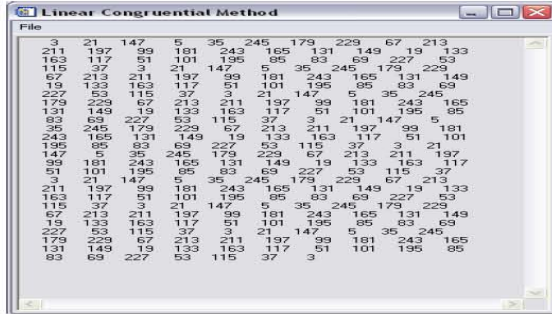 Linear Congruential Method
File
3 21 147 5 35 245 179 229 67 213
211 197 99 181 243 165 131 149 19 133
163 117 51 101 195 85 83 69 227 53
115 37 3 21 147 5 35 245 179 229
67 213 211 197 99 181 243 165 131 149
19 133 163 117 51 101 195 85 83 69
227 53 115 37 3 21 147 5 35 245
179 229 67 213 211 197 99 181 243 165
131 149 19 133 163 117 51 101 195 85
83 69 227 53 115 37 3 21 147 5
35 245 179 229 67 213 211 197 99 181
243 165 131 149 19 133 163 117 51 101
195 85 83 69 227 53 115 37 3 21
147 5 35 245 179 229 67 213 211 197
99 181 243 165 131 149 19 133 163 117
51 101 195 85 83 69 227 53 115 37
3 21 147 5 35 245 179 229 67 213
211 197 99 181 243 165 131 149 19 133
163 117 51 101 195 85 83 69 227 53
115 37 3 21 147 5 35 245 179 229
67 213 211 197 99 181 243 165 131 149
19 133 163 117 51 101 195 85 83 69
227 53 115 37 3 21 147 5 35 245
179 229 67 213 211 197 99 181 243 165
131 149 19 133 163 117 51 101 195 85
83 69 227 53 115 37 3